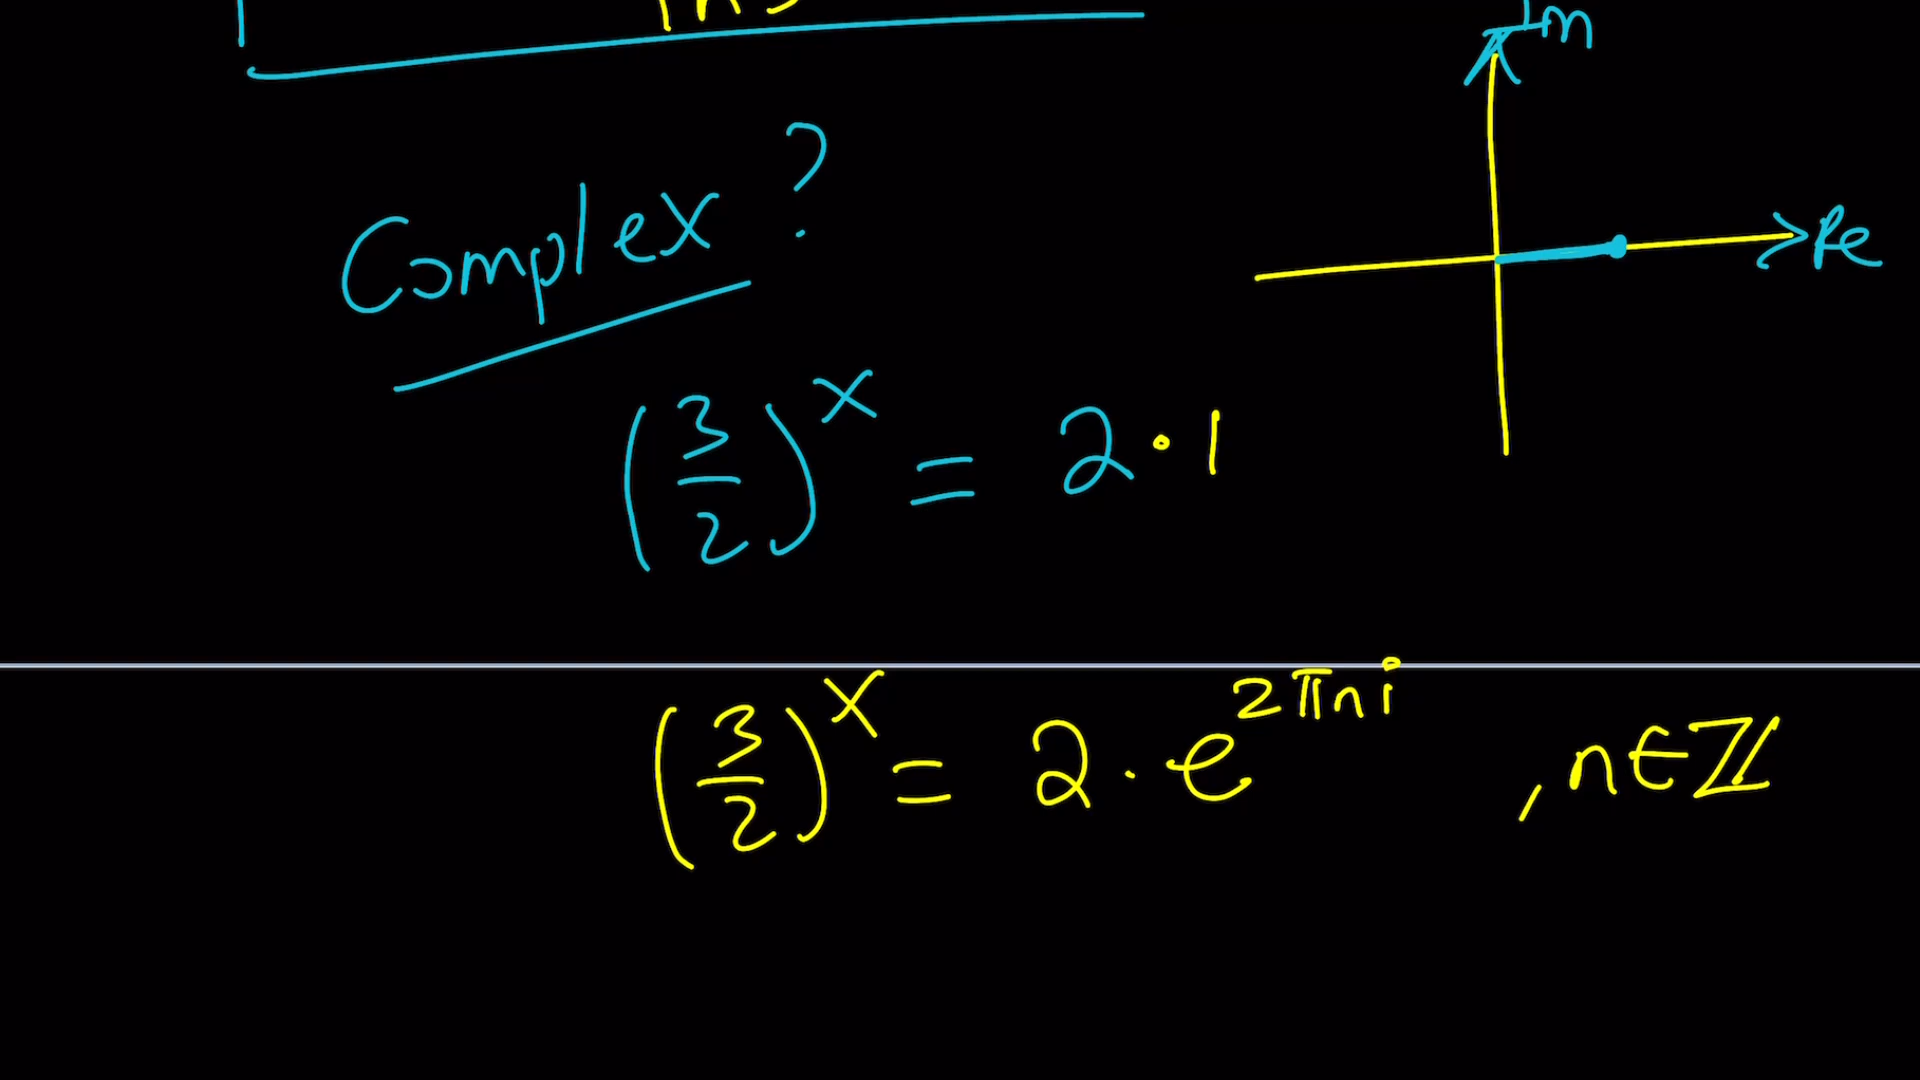 Im
Complex?
Re
(3/2)^x = 2·1
(3/2)^x = 2·e^{2πni} , n∈ℤ